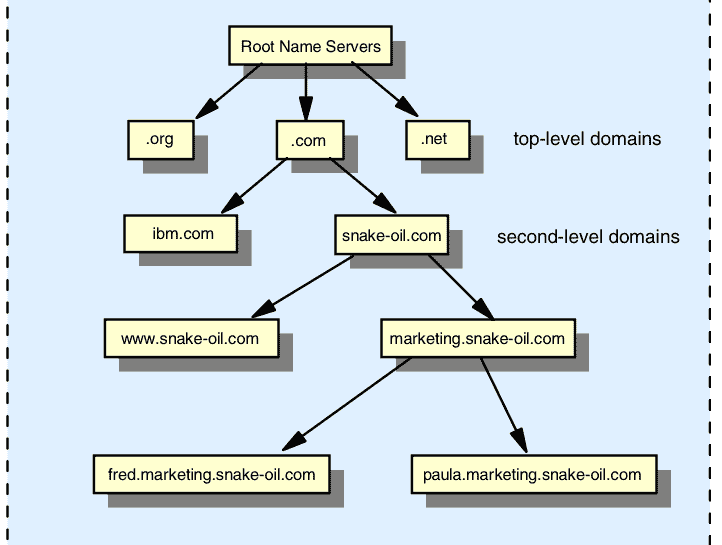 Root Name Servers
.org
.com
.net
top-level domains
ibm.com
snake-oil.com
second-level domains
www.snake-oil.com
marketing.snake-oil.com
fred.marketing.snake-oil.com
paula.marketing.snake-oil.com